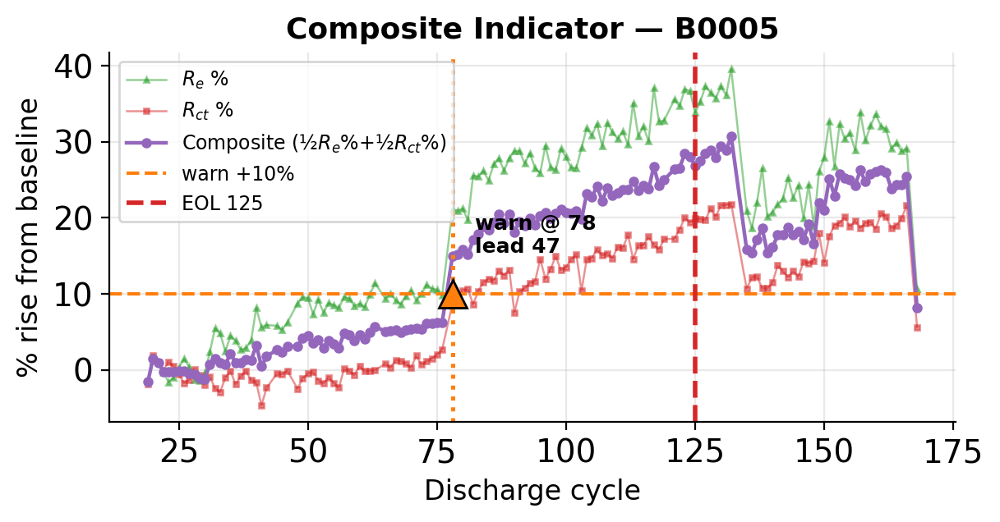 Composite Indicator — B0005
% rise from baseline
40
30
20
10
0
R_e %
R_ct %
Composite (½R_e%+½R_ct%)
warn +10%
EOL 125
warn @ 78
lead 47
25 50 75 100 125 150 175
Discharge cycle